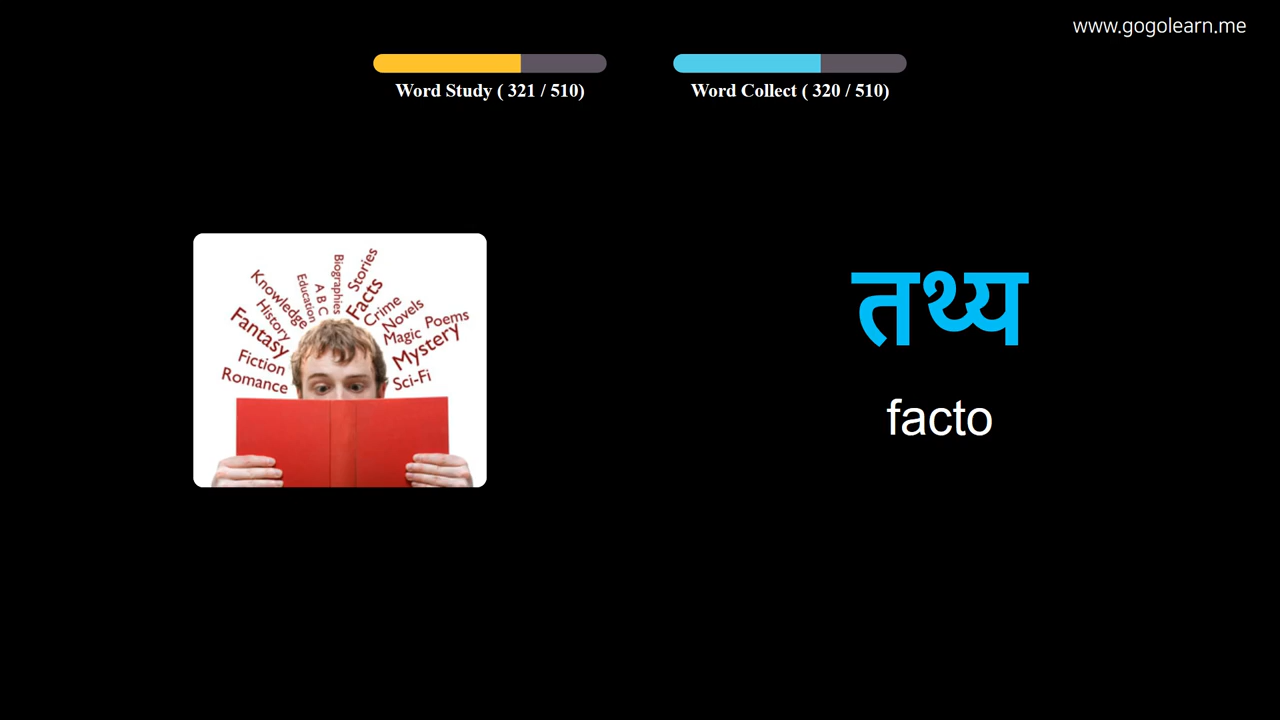 www.gogolearn.me
Word Study ( 321 / 510)
Word Collect ( 320 / 510)
Knowledge
History
Fantasy
Fiction
Romance
Education
A B C
Biographies
Stories
Facts
Crime
Novels
Magic
Poems
Mystery
Sci-Fi
तथ्य
facto